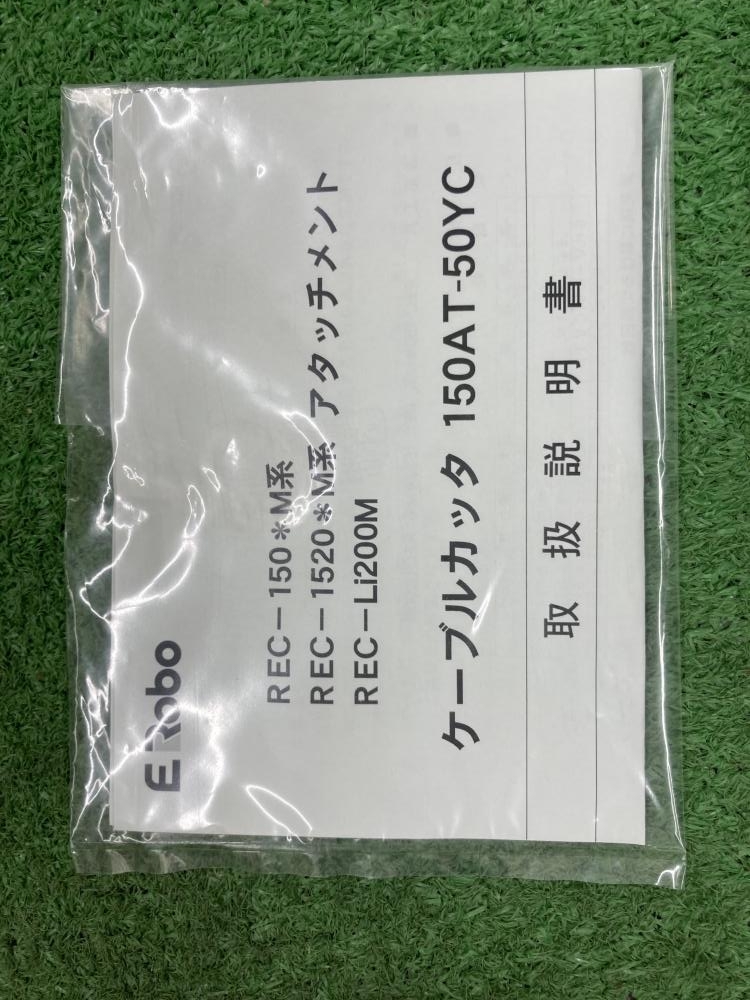 E Robo
REC－150＊M系
REC－1520＊M系 アタッチメント
REC－Li200M
ケーブルカッタ 150AT-50YC
取扱説明書